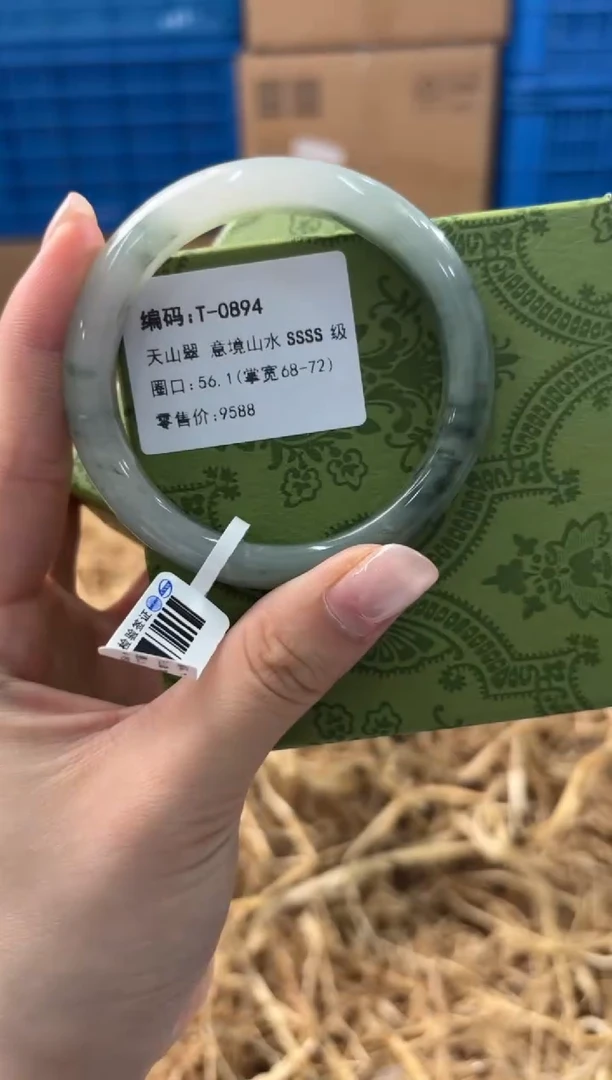 编码:T-0894
天山翠 意境山水 SSSS 级
圈口:56.1(掌宽68-72)
零售价:9588